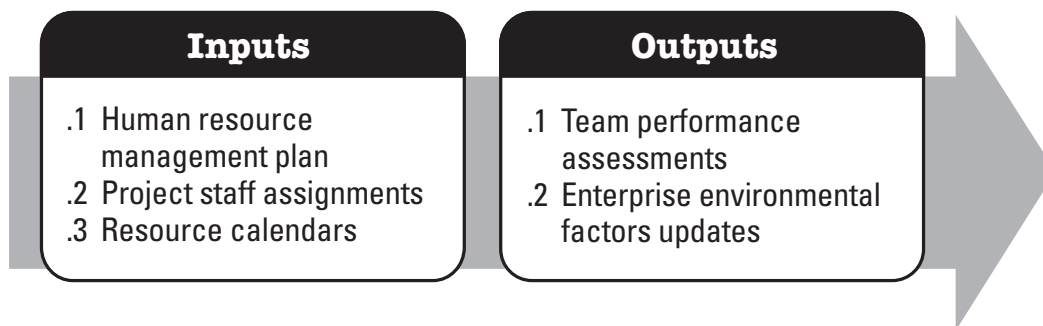 Inputs
.1 Human resource
management plan
.2 Project staff assignments
.3 Resource calendars
Outputs
.1 Team performance
assessments
.2 Enterprise environmental
factors updates